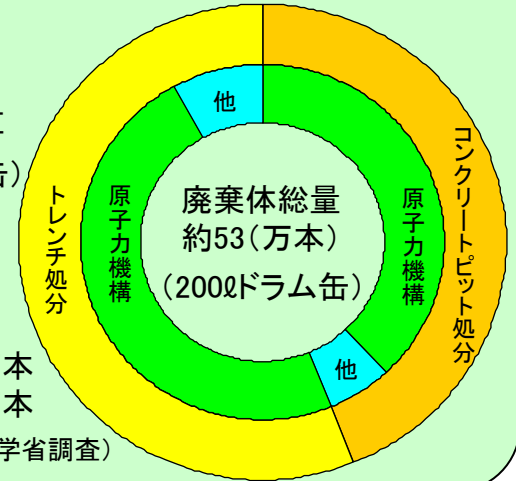 他
缶)
トレンチ処分
原子力機構
廃棄体総量
約53(万本)
(200ℓドラム缶)
原子力機構
コンクリートピット処分
他
本
本
学省調査)